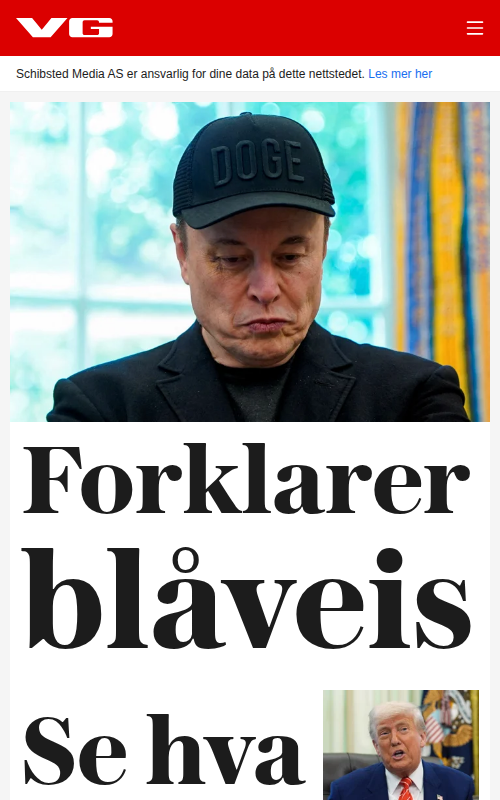 VG
Schibsted Media AS er ansvarlig for dine data på dette nettstedet. Les mer her
DOGE
Forklarer
blåveis
Se hva